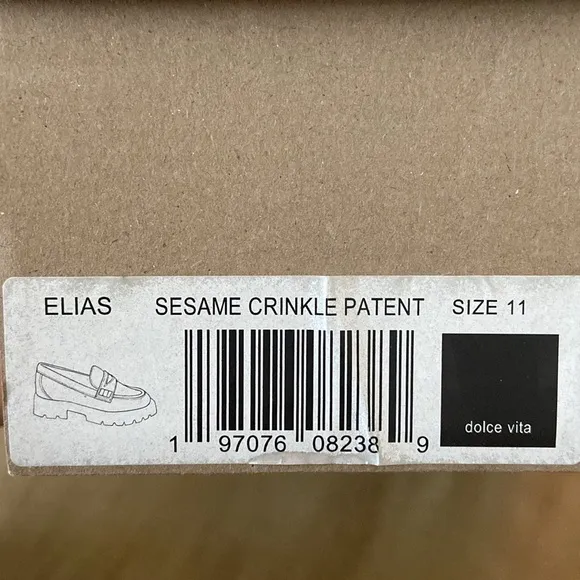 ELIAS SESAME CRINKLE PATENT SIZE 11
1 97076 08238 9
dolce vita